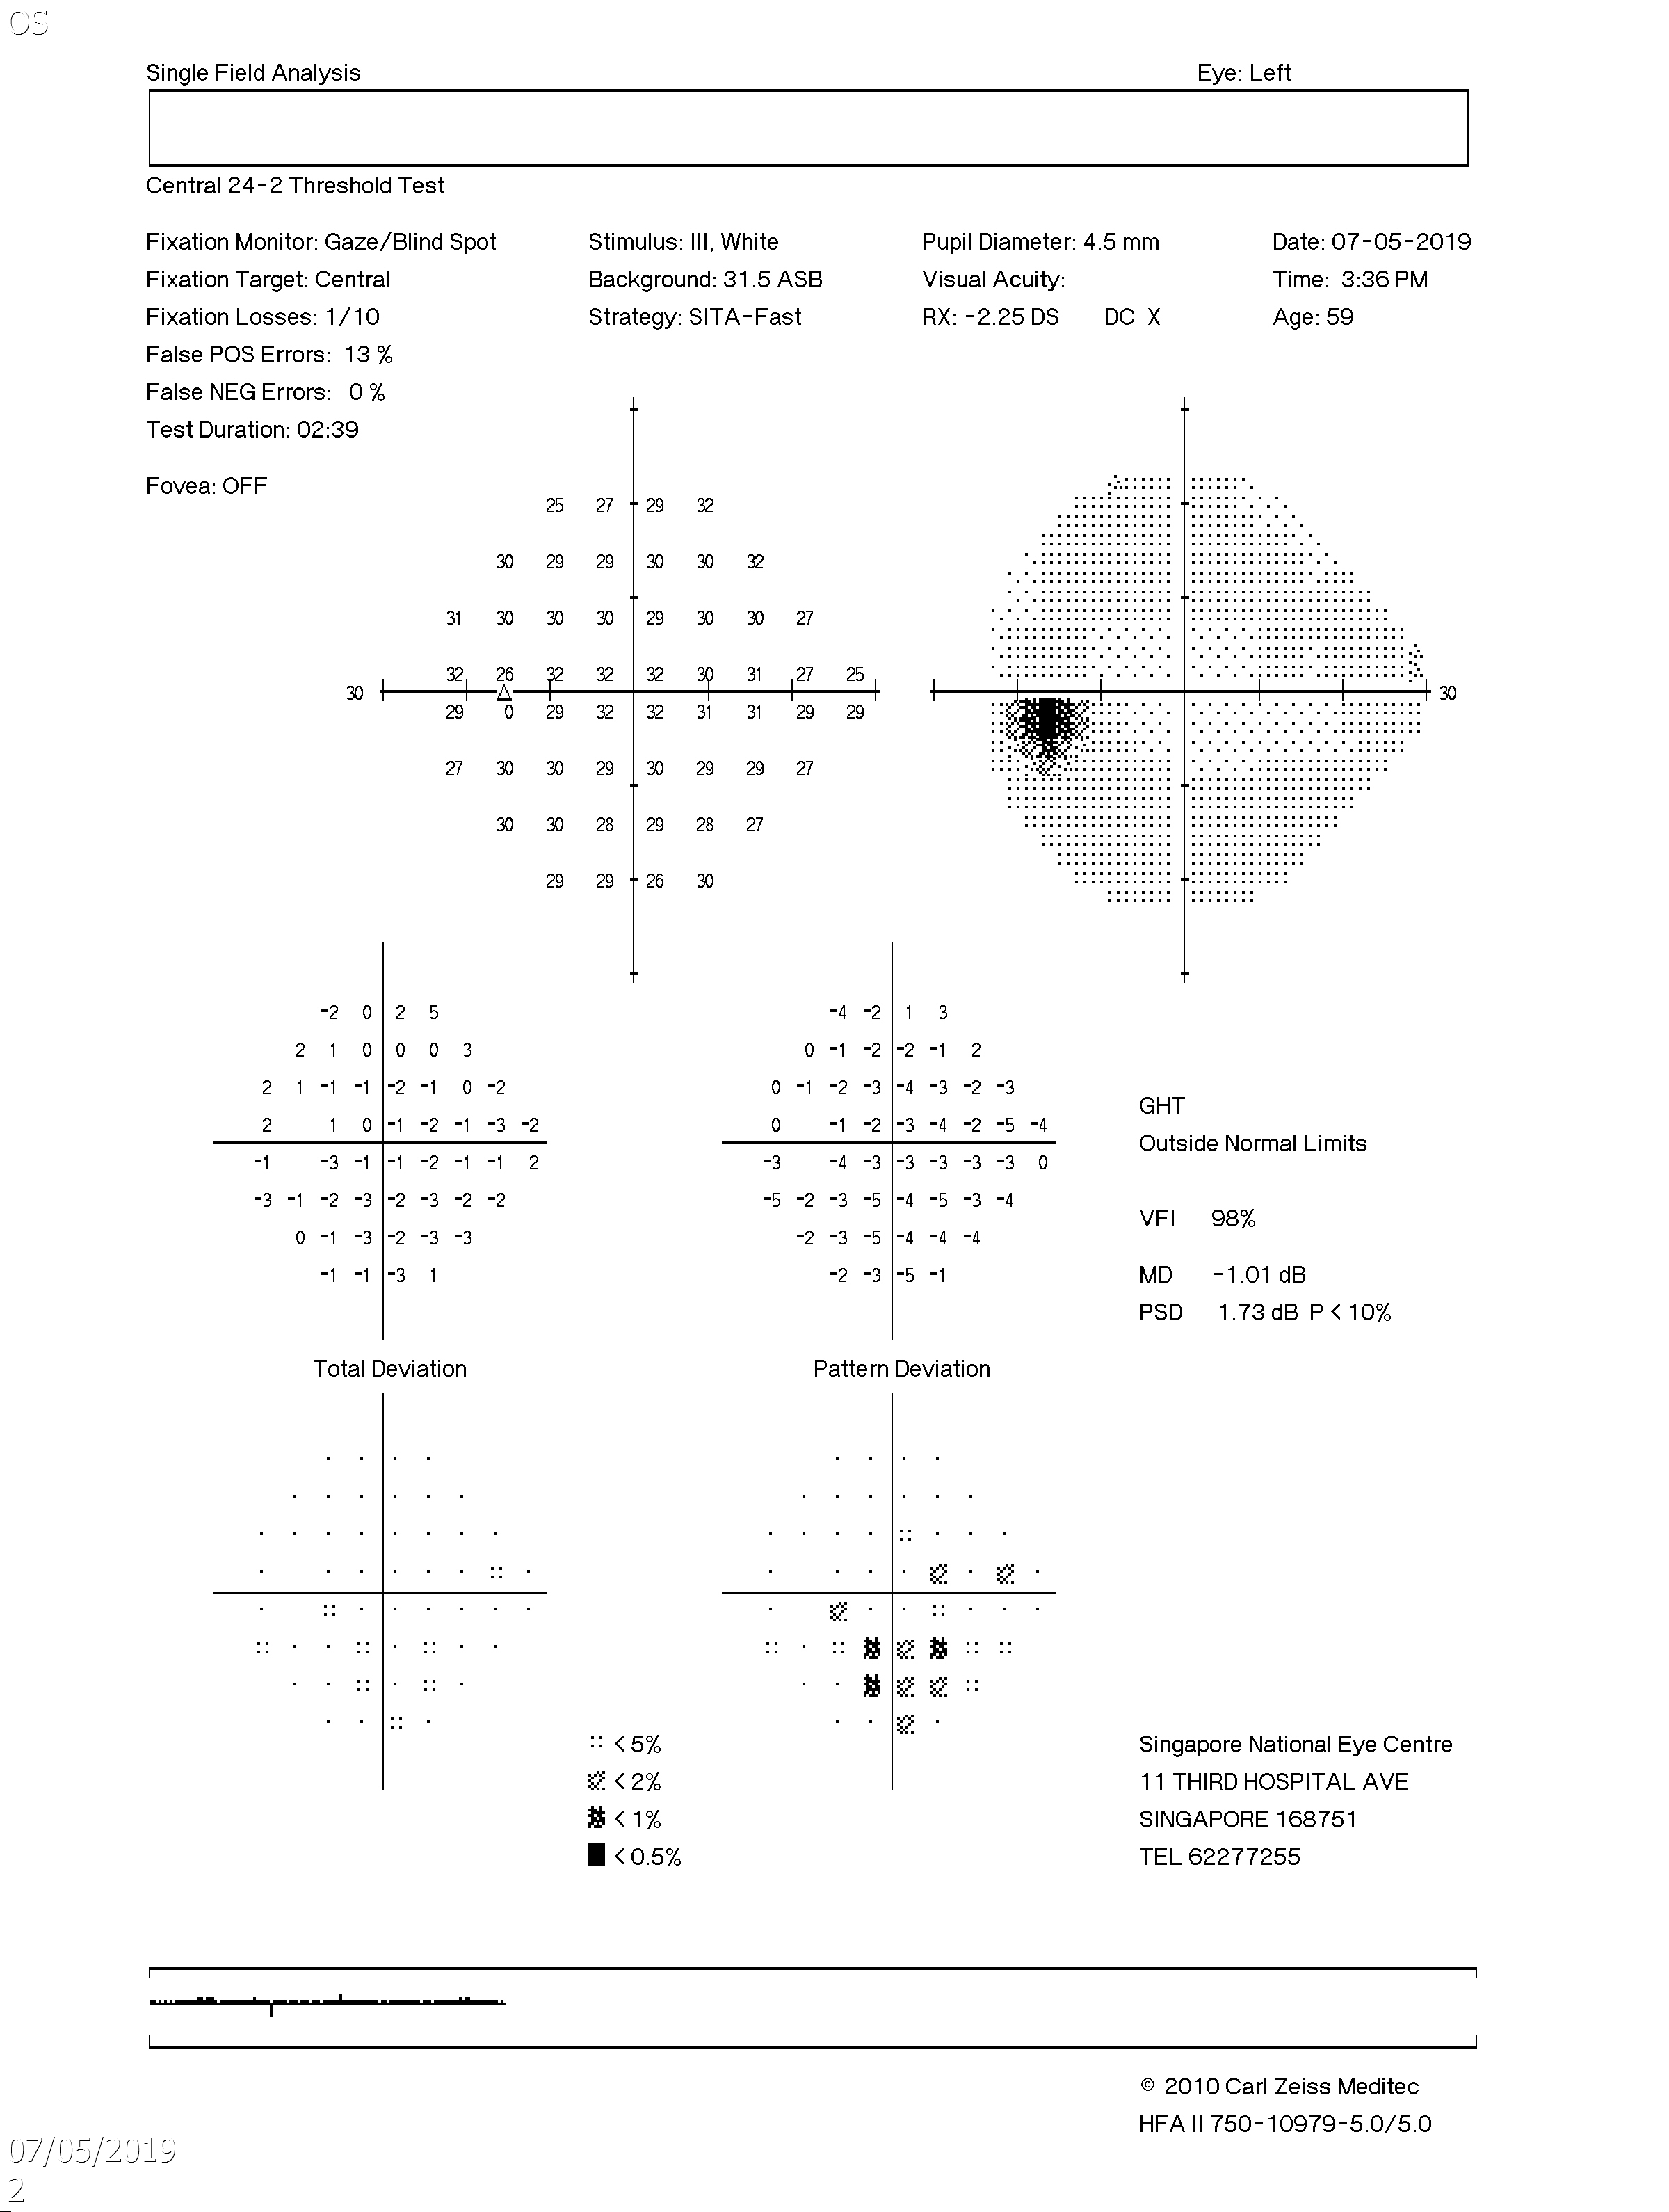 OS
Single Field Analysis Eye: Left
Central 24-2 Threshold Test
Fixation Monitor: Gaze/Blind Spot Stimulus: III, White Pupil Diameter: 4.5 mm Date: 07-05-2019
Fixation Target: Central Background: 31.5 ASB Visual Acuity: Time: 3:36 PM
Fixation Losses: 1/10 Strategy: SITA-Fast RX: -2.25 DS DC X Age: 59
False POS Errors: 13 %
False NEG Errors: 0 %
Test Duration: 02:39
Fovea: OFF
25 27 29 32
30 29 29 30 30 32
31 30 30 30 29 30 30 27
32 26 32 32 32 30 31 27 25
30 30
29 0 29 32 32 31 31 29 29
27 30 30 29 30 29 29 27
30 30 28 29 28 27
29 29 26 30
-2 0 2 5 -4 -2 1 3
2 1 0 0 0 3 0 -1 -2 -2 -1 2
2 1 -1 -1 -2 -1 0 -2 0 -1 -2 -3 -4 -3 -2 -3
2 1 0 -1 -2 -1 -3 -2 0 -1 -2 -3 -4 -2 -5 -4
-1 -3 -1 -1 -2 -1 -1 2 -3 -4 -3 -3 -3 -3 -3 0
-3 -1 -2 -3 -2 -3 -2 -2 -5 -2 -3 -5 -4 -5 -3 -4
0 -1 -3 -2 -3 -3 -2 -3 -5 -4 -4 -4
-1 -1 -3 1 -2 -3 -5 -1
GHT
Outside Normal Limits
VFI 98%
MD -1.01 dB
PSD 1.73 dB P < 10%
Total Deviation Pattern Deviation
< 5%
< 2%
< 1%
< 0.5%
Singapore National Eye Centre
11 THIRD HOSPITAL AVE
SINGAPORE 168751
TEL 62277255
© 2010 Carl Zeiss Meditec
HFA II 750-10979-5.0/5.0
07/05/2019
2